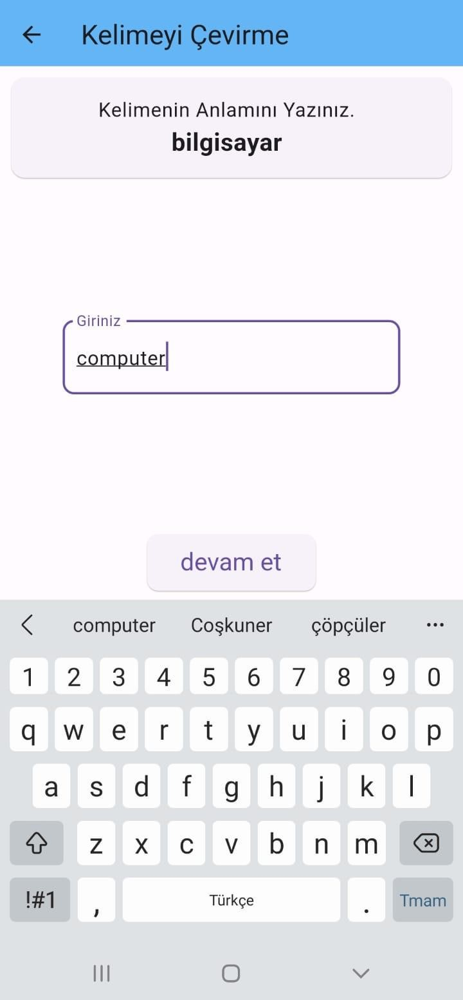 Kelimeyi Çevirme
Kelimenin Anlamını Yazınız.
bilgisayar
Giriniz
computer
devam et
computer Coşkuner çöpçüler ...
1 2 3 4 5 6 7 8 9 0
q w e r t y u i o p
a s d f g h j k l
z x c v b n m
!#1 , Türkçe . Tmam